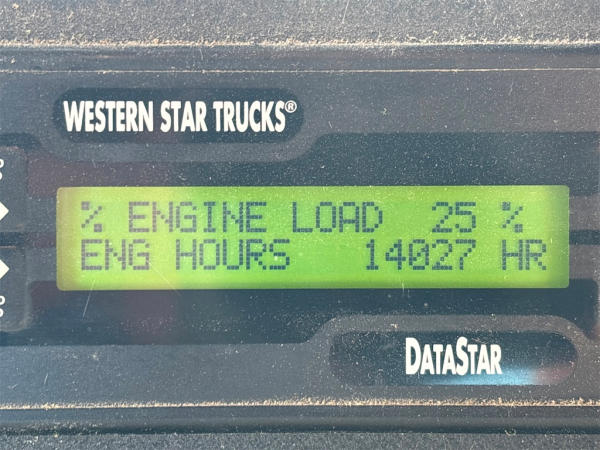 WESTERN STAR TRUCKS®
% ENGINE LOAD 25 %
ENG HOURS 14027 HR
DATASTAR